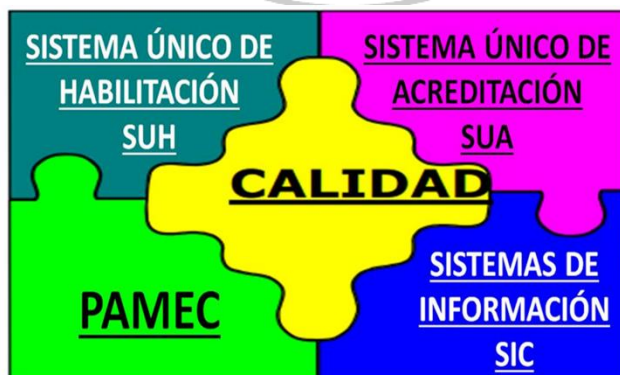 SISTEMA ÚNICO DE
HABILITACIÓN
SUH
SISTEMA ÚNICO DE
ACREDITACIÓN
SUA
CALIDAD
PAMEC
SISTEMAS DE
INFORMACIÓN
SIC